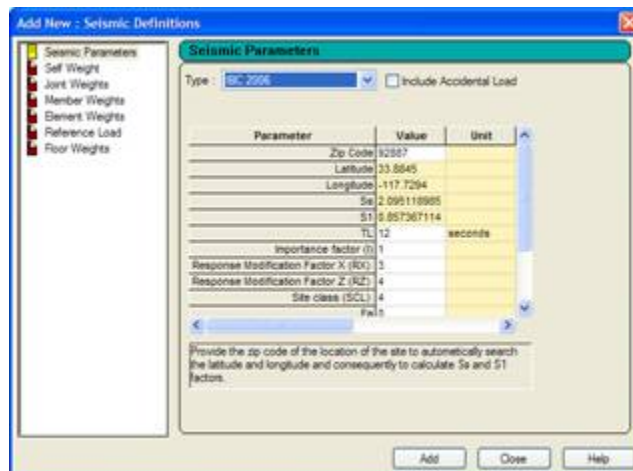 Add New : Seismic Definitions
Seismic Parameters
Self Weight
Joint Weights
Member Weights
Element Weights
Reference Load
Floor Weights
Seismic Parameters
Type : IBC 2006 Include Accidental Load
Parameter Value Unit
Zip Code 92887
Latitude 33.8845
Longitude -117.7294
Ss 2.095118985
S1 0.857367114
TL 12 seconds
Importance factor (I) 1
Response Modification Factor X (RX) 3
Response Modification Factor Z (RZ) 4
Site class (SCL) 4
Fa
Provide the zip code of the location of the site to automatically search
the latitude and longitude and consequently to calculate Ss and S1
factors.
Add Close Help